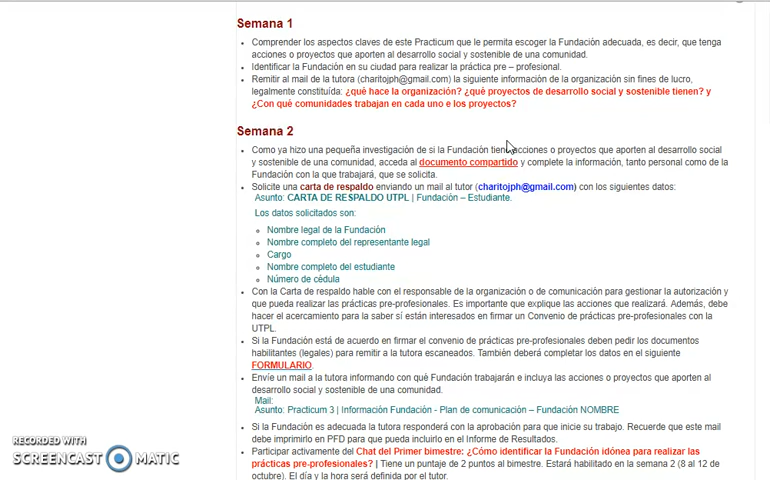 Semana 1
Comprender los aspectos claves de este Practicum que le permita escoger la Fundación adecuada, es decir, que tenga
acciones o proyectos que aporten al desarrollo social y sostenible de una comunidad.
Identificar la Fundación en su ciudad para realizar la práctica pre – profesional.
Remitir al mail de la tutora (charitojph@gmail.com) la siguiente información de la organización sin fines de lucro,
legalmente constituída: ¿qué hace la organización? ¿qué proyectos de desarrollo social y sostenible tienen? y
¿Con qué comunidades trabajan en cada uno e los proyectos?
Semana 2
Como ya hizo una pequeña investigación de si la Fundación tiene acciones o proyectos que aporten al desarrollo social
y sostenible de una comunidad, acceda al documento compartido y complete la información, tanto personal como de la
Fundación con la que trabajará, que se solicita.
Solicite una carta de respaldo enviando un mail al tutor (charitojph@gmail.com) con los siguientes datos:
Asunto: CARTA DE RESPALDO UTPL | Fundación – Estudiante.
Los datos solicitados son:
Nombre legal de la Fundación
Nombre completo del representante legal
Cargo
Nombre completo del estudiante
Número de cédula
Con la Carta de respaldo hable con el responsable de la organización o de comunicación para gestionar la autorización y
que pueda realizar las prácticas pre-profesionales. Es importante que explique las acciones que realizará. Además, debe
hacer el acercamiento para la saber sí están interesados en firmar un Convenio de prácticas pre-profesionales con la
UTPL.
Si la Fundación está de acuerdo en firmar el convenio de prácticas pre-profesionales deben pedir los documentos
habilitantes (legales) para remitir a la tutora escaneados. También deberá completar los datos en el siguiente
FORMULARIO.
Envíe un mail a la tutora informando con qué Fundación trabajarán e incluya las acciones o proyectos que aporten al
desarrollo social y sostenible de una comunidad.
Mail:
Asunto: Practicum 3 | Información Fundación - Plan de comunicación – Fundación NOMBRE
Si la Fundación es adecuada la tutora responderá con la aprobación para que inicie su trabajo. Recuerde que este mail
debe imprimirlo en PFD para que pueda incluirlo en el Informe de Resultados.
Participar activamente del Chat del Primer bimestre: ¿Cómo identificar la Fundación idónea para realizar las
prácticas pre-profesionales? | Tiene un puntaje de 2 puntos al bimestre. Estará habilitado en la semana 2 (8 al 12 de
octubre). El día y la hora será definida por el tutor.
RECORDED WITH
SCREENCAST MATIC